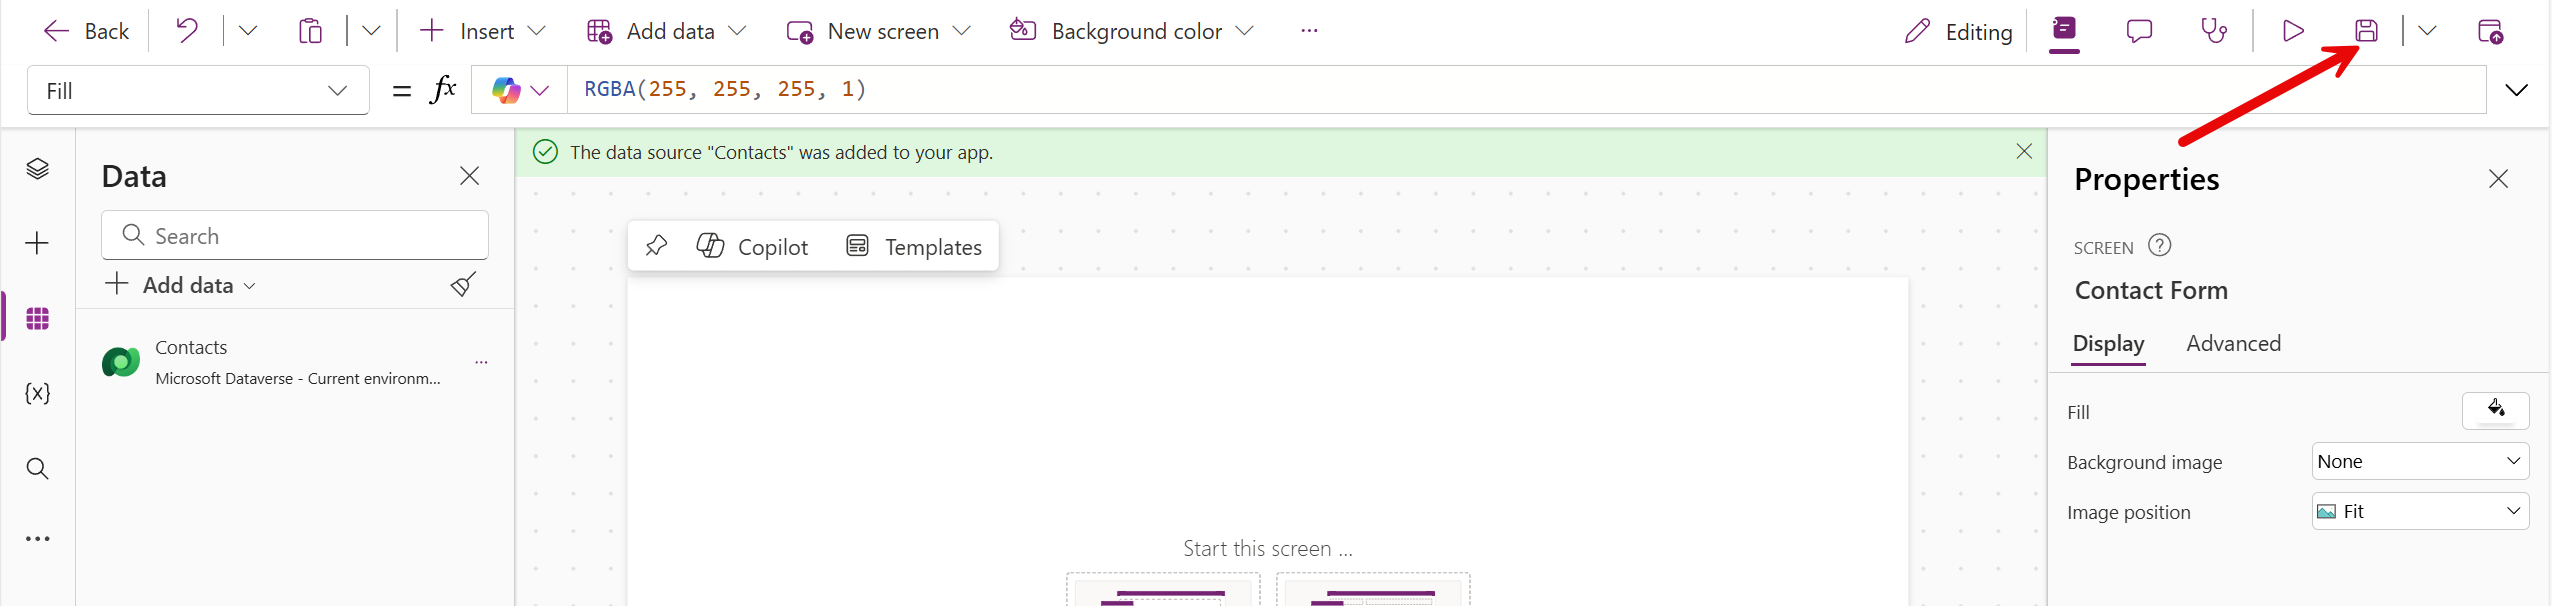 Back
Insert
Add data
New screen
Background color
...
Editing
Fill
= fx
RGBA(255, 255, 255, 1)
Data
Search
Add data
Contacts
Microsoft Dataverse - Current environm...
...
{x}
The data source "Contacts" was added to your app.
Copilot
Templates
Start this screen ...
Properties
SCREEN ?
Contact Form
Display
Advanced
Fill
Background image
None
Image position
Fit